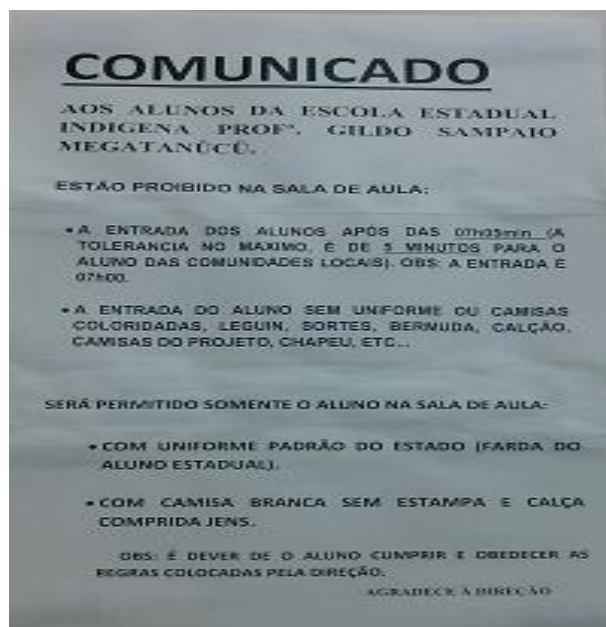 COMUNICADO
AOS ALUNOS DA ESCOLA ESTADUAL
INDIGENA PROFº. GILDO SAMPAIO
MEGATANÜCÜ.
ESTÃO PROIBIDO NA SALA DE AULA:
• A ENTRADA DOS ALUNOS APÓS DAS 07h35min (A
TOLERANCIA NO MAXIMO, É DE 5 MINUTOS PARA O
ALUNO DAS COMUNIDADES LOCAIS). OBS: A ENTRADA É
07h00.
• A ENTRADA DO ALUNO SEM UNIFORME OU CAMISAS
COLORIDADAS, LEGUIN, SORTES, BERMUDA, CALÇÃO,
CAMISAS DO PROJETO, CHAPEU, ETC...
SERÁ PERMITIDO SOMENTE O ALUNO NA SALA DE AULA:
• COM UNIFORME PADRÃO DO ESTADO (FARDA DO
ALUNO ESTADUAL).
• COM CAMISA BRANCA SEM ESTAMPA E CALÇA
COMPRIDA JENS.
OBS: É DEVER DE O ALUNO CUMPRIR E OBEDECER AS
REGRAS COLOCADAS PELA DIREÇÃO.
AGRADECE A DIREÇÃO